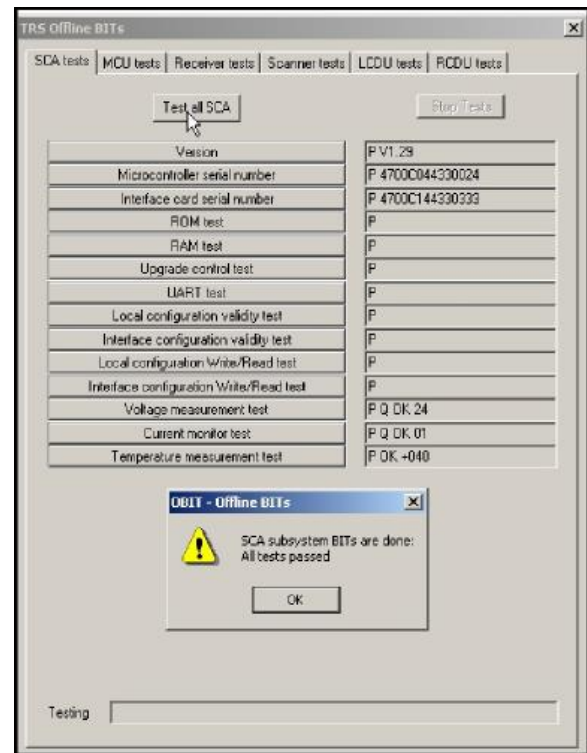 TRS Offline BITs
SCA tests MCU tests Receiver tests Scanner tests LCDU tests RCDU tests
Test all SCA Stop Tests
Version P V1.29
Microcontroller serial number P 4700C044330024
Interface card serial number P 4700C144330333
ROM test P
RAM test P
Upgrade control test P
UART test P
Local configuration validity test P
Interface configuration validity test P
Local configuration Write/Read test P
Interface configuration Write/Read test P
Voltage measurement test P Q OK 24
Current monitor test P Q OK 01
Temperature measurement test P OK +040
OBIT - Offline BITs
SCA subsystem BITs are done:
All tests passed
OK
Testing